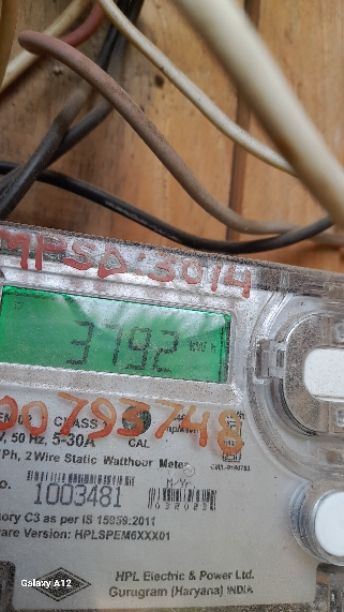 MPSD-3014
3792 kWh
00793748
CLASS
V, 50 Hz, 5-30A CAL
Ph, 2 Wire Static Watthour Meter
o. 1003481
M/Yr
ory C3 as per IS 15959:2011
are Version: HPLSPEM6XXX01
HPL Electric & Power Ltd.
Gurugram (Haryana) INDIA
Galaxy A12